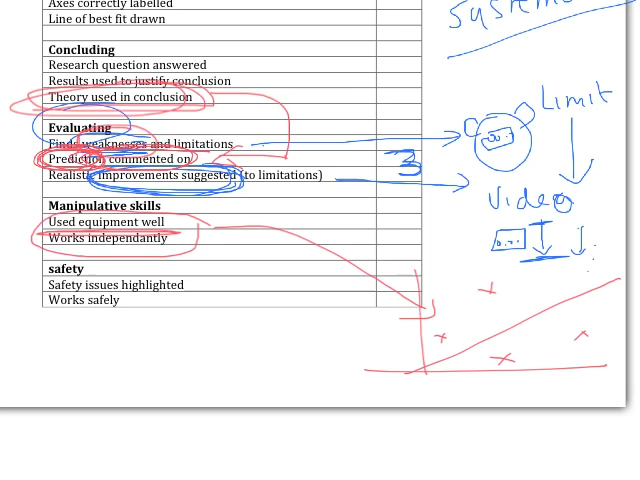 Axes correctly labelled
Line of best fit drawn
Concluding
Research question answered
Results used to justify conclusion
Theory used in conclusion
Evaluating
Finds weaknesses and limitations
Prediction commented on
Realistic improvements suggested (to limitations)
Manipulative skills
Used equipment well
Works independantly
safety
Safety issues highlighted
Works safely
3
Limit
Video